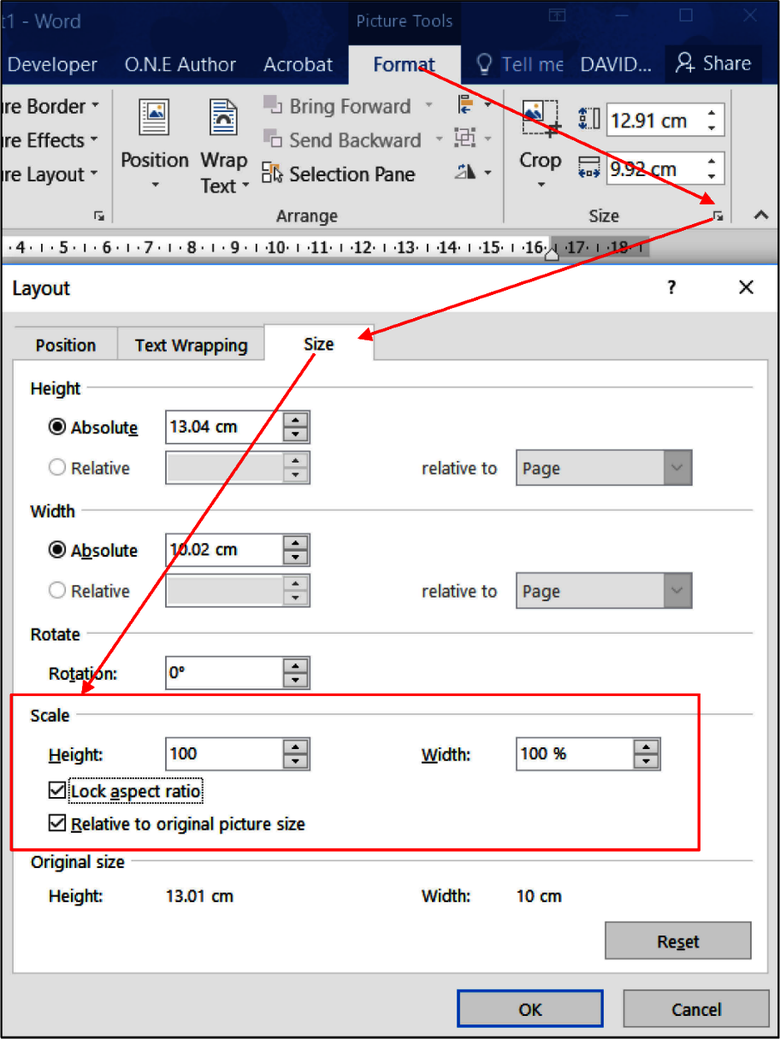 t1 - Word Picture Tools
Developer O.N.E Author Acrobat Format Tell me DAVID... Share
re Border
re Effects
re Layout
Position
Wrap
Text
Bring Forward
Send Backward
Selection Pane
Arrange
Crop
12.91 cm
9.92 cm
Size
4 5 6 7 8 9 10 11 12 13 14 15 16 17 18
Layout ?
Position Text Wrapping Size
Height
Absolute 13.04 cm
Relative relative to Page
Width
Absolute 10.02 cm
Relative relative to Page
Rotate
Rotation: 0°
Scale
Height: 100 Width: 100 %
Lock aspect ratio
Relative to original picture size
Original size
Height: 13.01 cm Width: 10 cm
Reset
OK Cancel